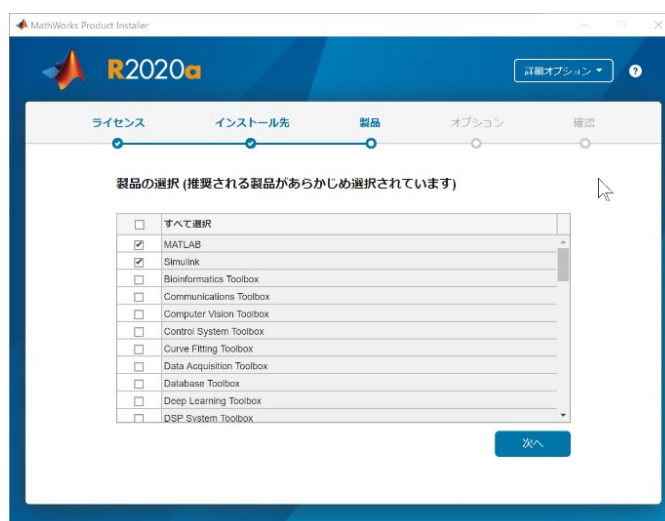 MathWorks Product Installer
R2020a
詳細オプション
?
ライセンス インストール先 製品 オプション 確認
製品の選択 (推奨される製品があらかじめ選択されています)
すべて選択
MATLAB
Simulink
Bioinformatics Toolbox
Communications Toolbox
Computer Vision Toolbox
Control System Toolbox
Curve Fitting Toolbox
Data Acquisition Toolbox
Database Toolbox
Deep Learning Toolbox
DSP System Toolbox
次へ